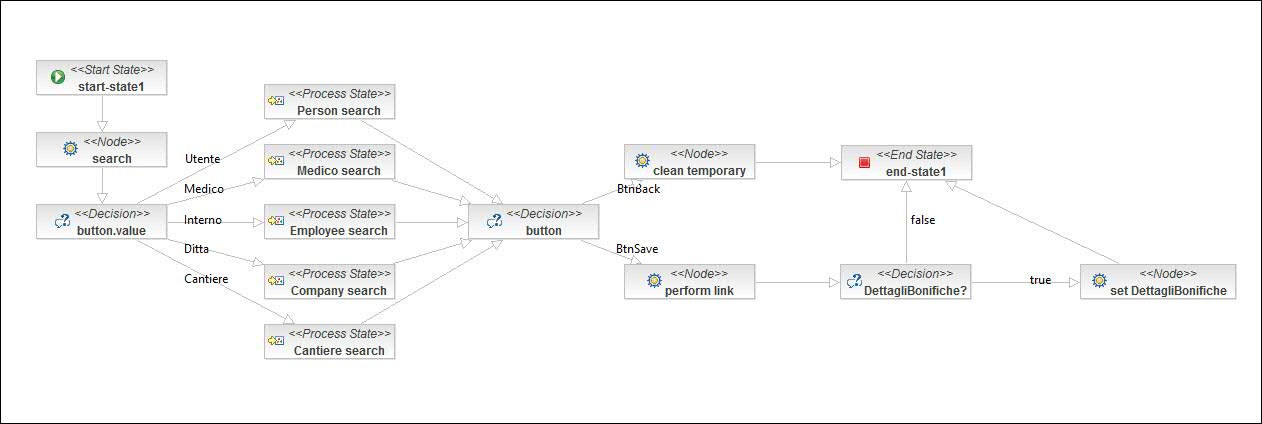 <<Start State>>
start-state1
<<Node>>
search
<<Decision>>
button.value
Utente
Medico
Interno
Ditta
Cantiere
<<Process State>>
Person search
<<Process State>>
Medico search
<<Process State>>
Employee search
<<Process State>>
Company search
<<Process State>>
Cantiere search
<<Decision>>
button
BtnBack
BtnSave
<<Node>>
clean temporary
<<Node>>
perform link
<<End State>>
end-state1
false
<<Decision>>
DettagliBonifiche?
true
<<Node>>
set DettagliBonifiche